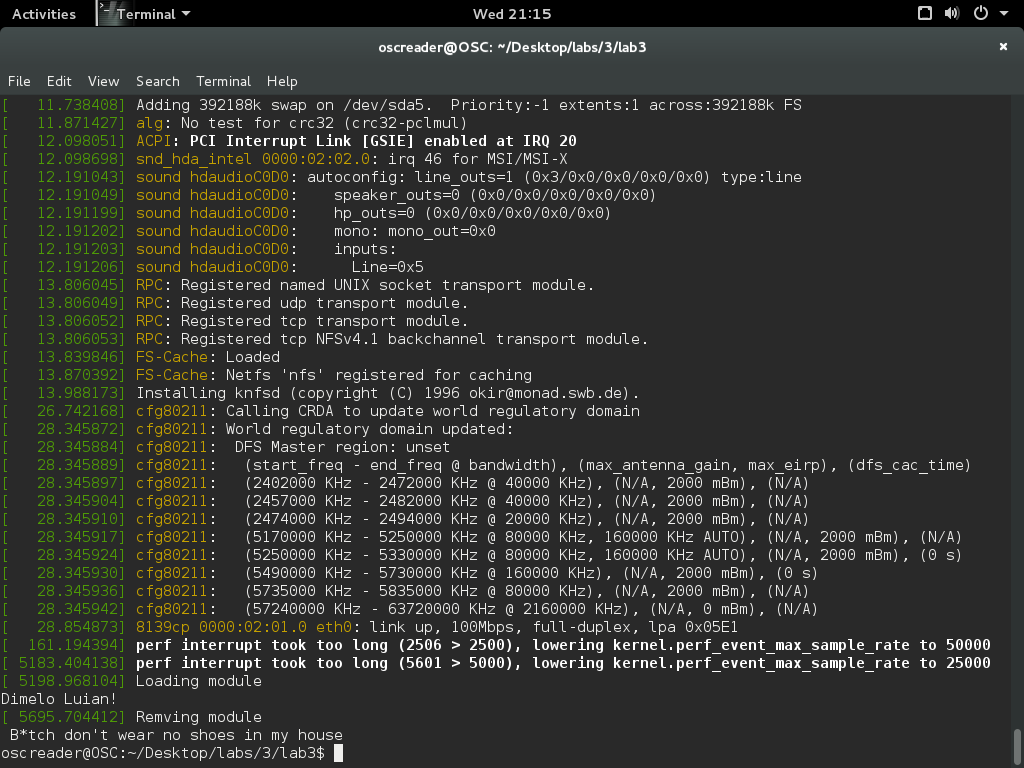 Activities Terminal Wed 21:15
oscreader@OSC: ~/Desktop/labs/3/lab3
File Edit View Search Terminal Help
[   11.738408] Adding 392188k swap on /dev/sda5.  Priority:-1 extents:1 across:392188k FS
[   11.871427] alg: No test for crc32 (crc32-pclmul)
[   12.098051] ACPI: PCI Interrupt Link [GSIE] enabled at IRQ 20
[   12.098698] snd_hda_intel 0000:02:02.0: irq 46 for MSI/MSI-X
[   12.191043] sound hdaudioC0D0: autoconfig: line_outs=1 (0x3/0x0/0x0/0x0/0x0) type:line
[   12.191049] sound hdaudioC0D0:    speaker_outs=0 (0x0/0x0/0x0/0x0/0x0)
[   12.191199] sound hdaudioC0D0:    hp_outs=0 (0x0/0x0/0x0/0x0/0x0)
[   12.191202] sound hdaudioC0D0:    mono: mono_out=0x0
[   12.191203] sound hdaudioC0D0:    inputs:
[   12.191206] sound hdaudioC0D0:      Line=0x5
[   13.806045] RPC: Registered named UNIX socket transport module.
[   13.806049] RPC: Registered udp transport module.
[   13.806052] RPC: Registered tcp transport module.
[   13.806053] RPC: Registered tcp NFSv4.1 backchannel transport module.
[   13.839846] FS-Cache: Loaded
[   13.870392] FS-Cache: Netfs 'nfs' registered for caching
[   13.988173] Installing knfsd (copyright (C) 1996 okir@monad.swb.de).
[   26.742168] cfg80211: Calling CRDA to update world regulatory domain
[   28.345872] cfg80211: World regulatory domain updated:
[   28.345884] cfg80211:  DFS Master region: unset
[   28.345889] cfg80211:   (start_freq - end_freq @ bandwidth), (max_antenna_gain, max_eirp), (dfs_cac_time)
[   28.345897] cfg80211:   (2402000 KHz - 2472000 KHz @ 40000 KHz), (N/A, 2000 mBm), (N/A)
[   28.345904] cfg80211:   (2457000 KHz - 2482000 KHz @ 40000 KHz), (N/A, 2000 mBm), (N/A)
[   28.345910] cfg80211:   (2474000 KHz - 2494000 KHz @ 20000 KHz), (N/A, 2000 mBm), (N/A)
[   28.345917] cfg80211:   (5170000 KHz - 5250000 KHz @ 80000 KHz, 160000 KHz AUTO), (N/A, 2000 mBm), (N/A)
[   28.345924] cfg80211:   (5250000 KHz - 5330000 KHz @ 80000 KHz, 160000 KHz AUTO), (N/A, 2000 mBm), (0 s)
[   28.345930] cfg80211:   (5490000 KHz - 5730000 KHz @ 160000 KHz), (N/A, 2000 mBm), (0 s)
[   28.345936] cfg80211:   (5735000 KHz - 5835000 KHz @ 80000 KHz), (N/A, 2000 mBm), (N/A)
[   28.345942] cfg80211:   (57240000 KHz - 63720000 KHz @ 2160000 KHz), (N/A, 0 mBm), (N/A)
[   28.854873] 8139cp 0000:02:01.0 eth0: link up, 100Mbps, full-duplex, lpa 0x05E1
[  161.194394] perf interrupt took too long (2506 > 2500), lowering kernel.perf_event_max_sample_rate to 50000
[ 5183.404138] perf interrupt took too long (5601 > 5000), lowering kernel.perf_event_max_sample_rate to 25000
[ 5198.968104] Loading module
Dimelo Luian!
[ 5695.704412] Remving module
 B*tch don't wear no shoes in my house
oscreader@OSC:~/Desktop/labs/3/lab3$